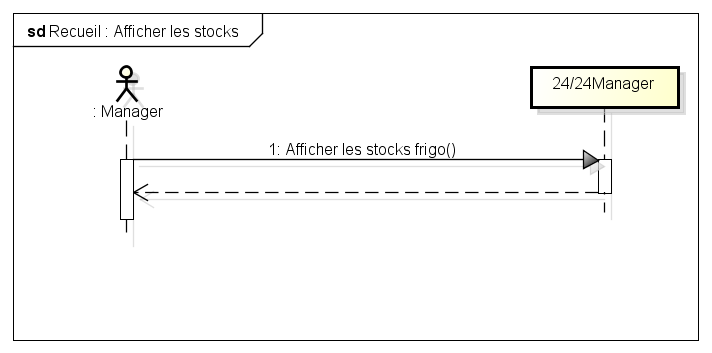 sd Recueil : Afficher les stocks
: Manager
24/24Manager
1: Afficher les stocks frigo()